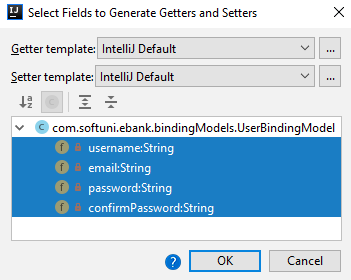 IJ Select Fields to Generate Getters and Setters
Getter template: IntelliJ Default ...
Setter template: IntelliJ Default ...
a z C
C com.softuni.ebank.bindingModels.UserBindingModel
f username:String
f email:String
f password:String
f confirmPassword:String
? OK Cancel